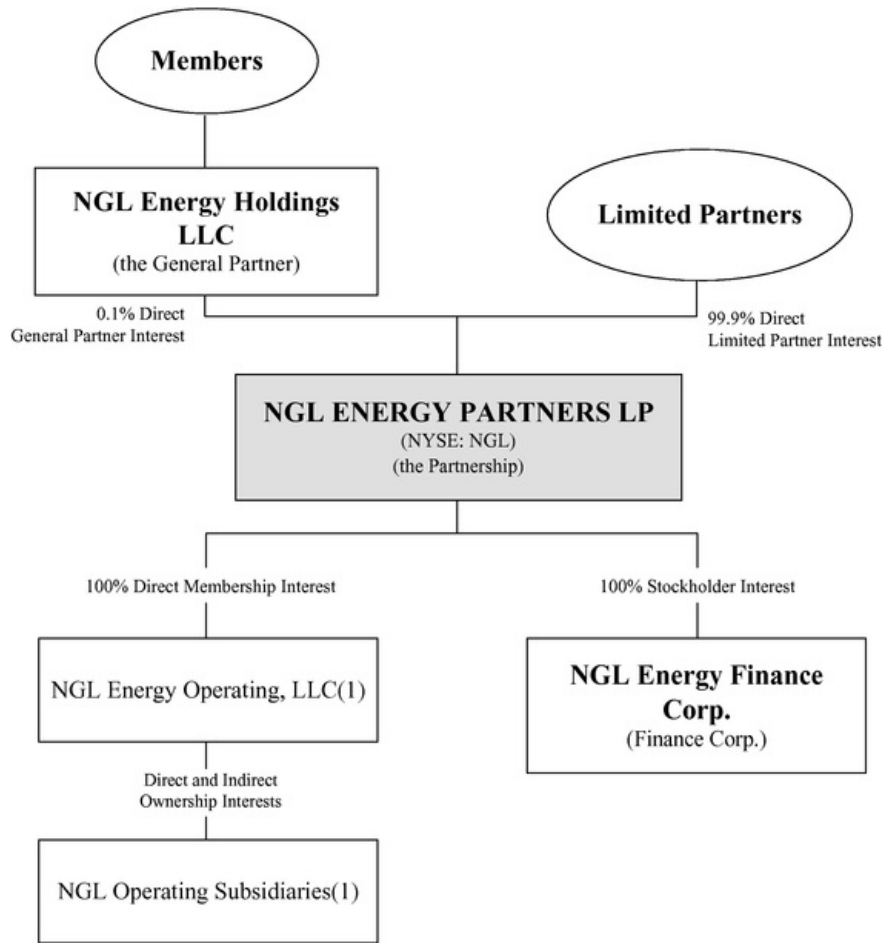 Members
NGL Energy Holdings
LLC
(the General Partner)
Limited Partners
0.1% Direct
General Partner Interest
99.9% Direct
Limited Partner Interest
NGL ENERGY PARTNERS LP
(NYSE: NGL)
(the Partnership)
100% Direct Membership Interest
100% Stockholder Interest
NGL Energy Operating, LLC(1)
NGL Energy Finance
Corp.
(Finance Corp.)
Direct and Indirect
Ownership Interests
NGL Operating Subsidiaries(1)